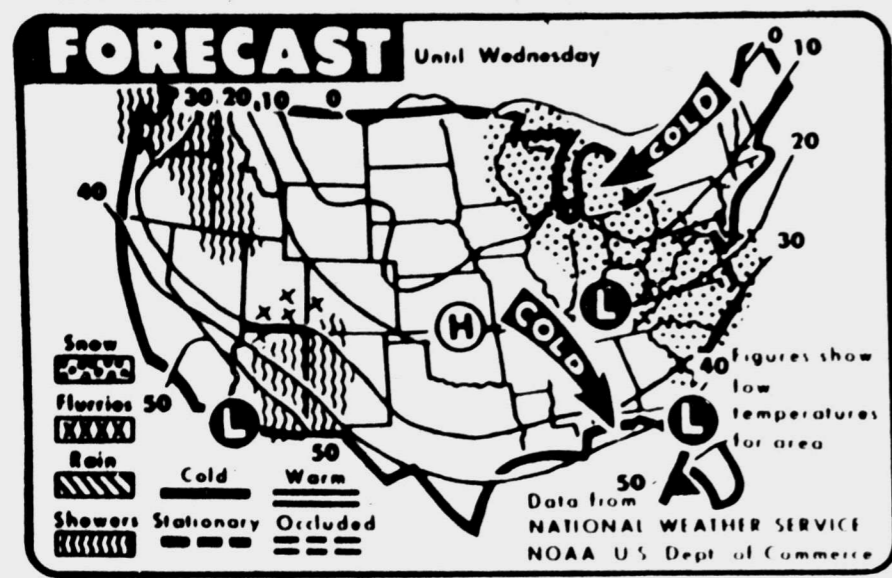 FORECAST Until Wednesday
0
10
30 20 10 0
COLD
20
40
30
H
COLD
L
Snow
40
Figures show
low
temperatures
for area
Flurries
50
L
L
Rain
50
Cold Warm
50
Data from
Showers Stationary Occluded
NATIONAL WEATHER SERVICE
NOAA U S Dept of Commerce